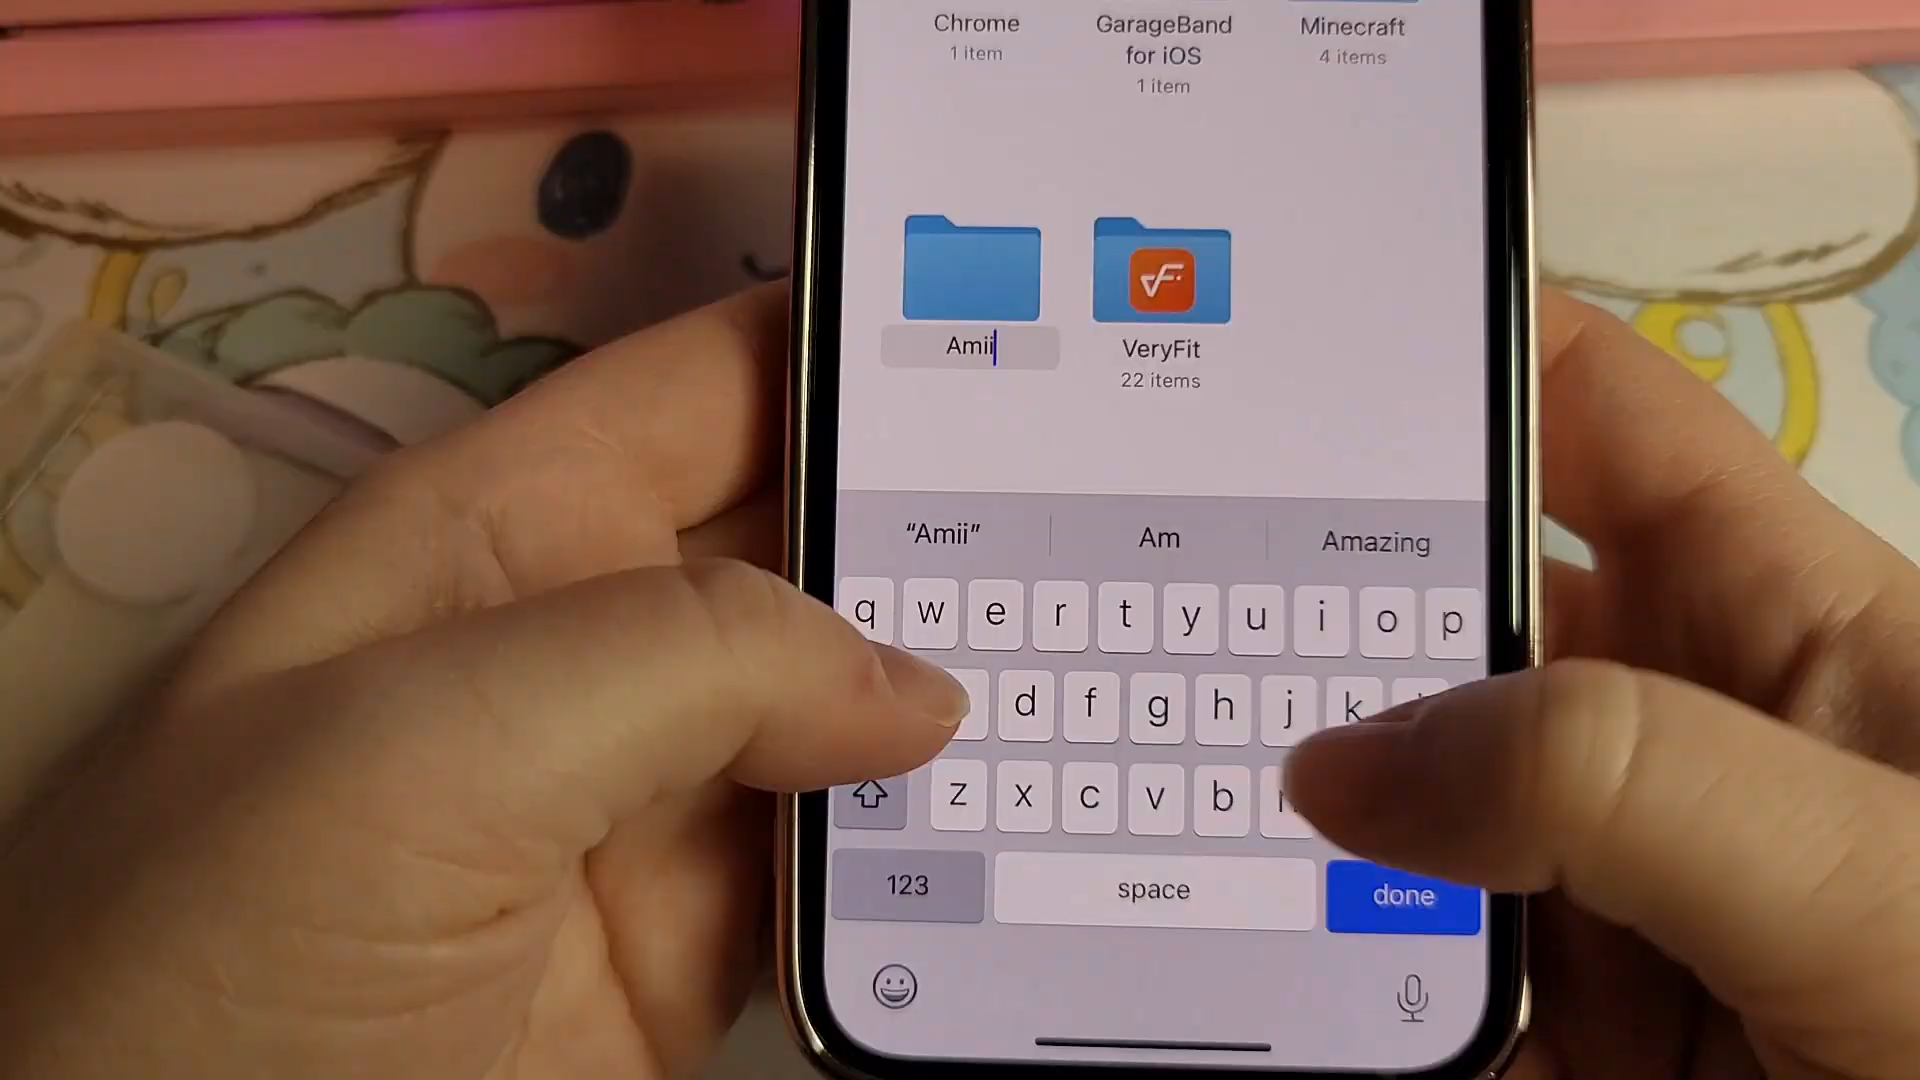 Chrome
1 item
GarageBand
for iOS
1 item
Minecraft
4 items
Amii
VeryFit
22 items
“Amii”
Am
Amazing
q w e r t y u i o p
d f g h j k
z x c v b
123
space
done